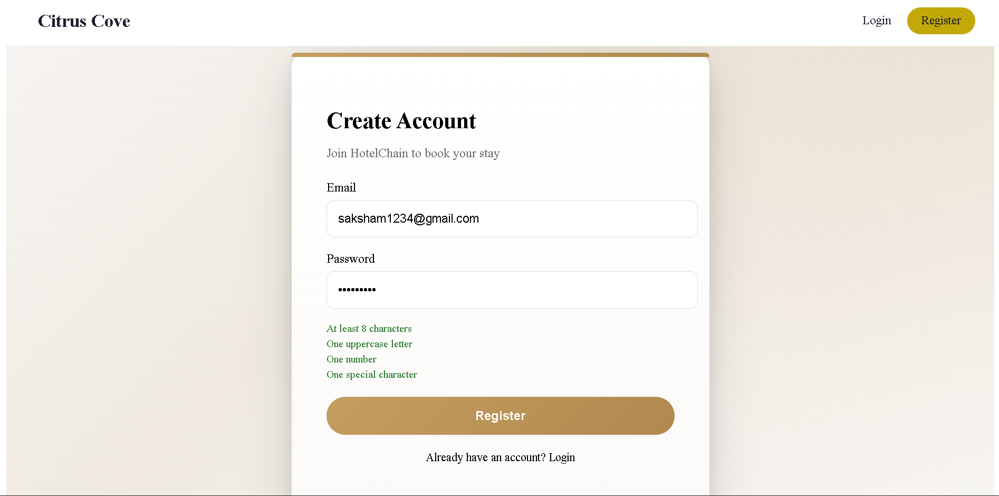 Citrus Cove
Login
Register
Create Account
Join HotelChain to book your stay
Email
saksham1234@gmail.com
Password
•••••••••
At least 8 characters
One uppercase letter
One number
One special character
Register
Already have an account? Login